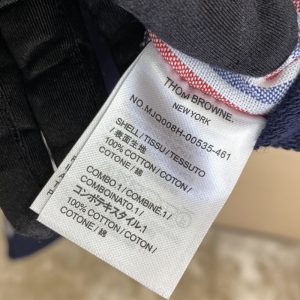 THOM BROWNE.
NEW YORK
NO.MJQ008H-00535-461
SHELL/TISSU/TESSUTO
/表面生地
100% COTTON/COTON/
COTONE/綿
COMBO.1/COMBINÉ.1/
COMBINATO.1/
コンボテキスタイル.1
100% COTTON/COTON/
COTONE/綿